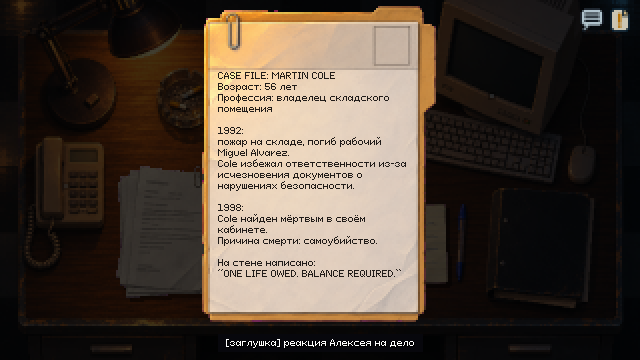 CASE FILE: MARTIN COLE
Возраст: 56 лет
Профессия: владелец складского
помещения
1992:
пожар на складе, погиб рабочий
Miguel Alvarez.
Cole избежал ответственности из-за
исчезновения документов о
нарушениях безопасности.
1998:
Cole найден мёртвым в своём
кабинете.
Причина смерти: самоубийство.
На стене написано:
``ONE LIFE OWED. BALANCE REQUIRED.``
[заглушка] реакция Алексея на дело